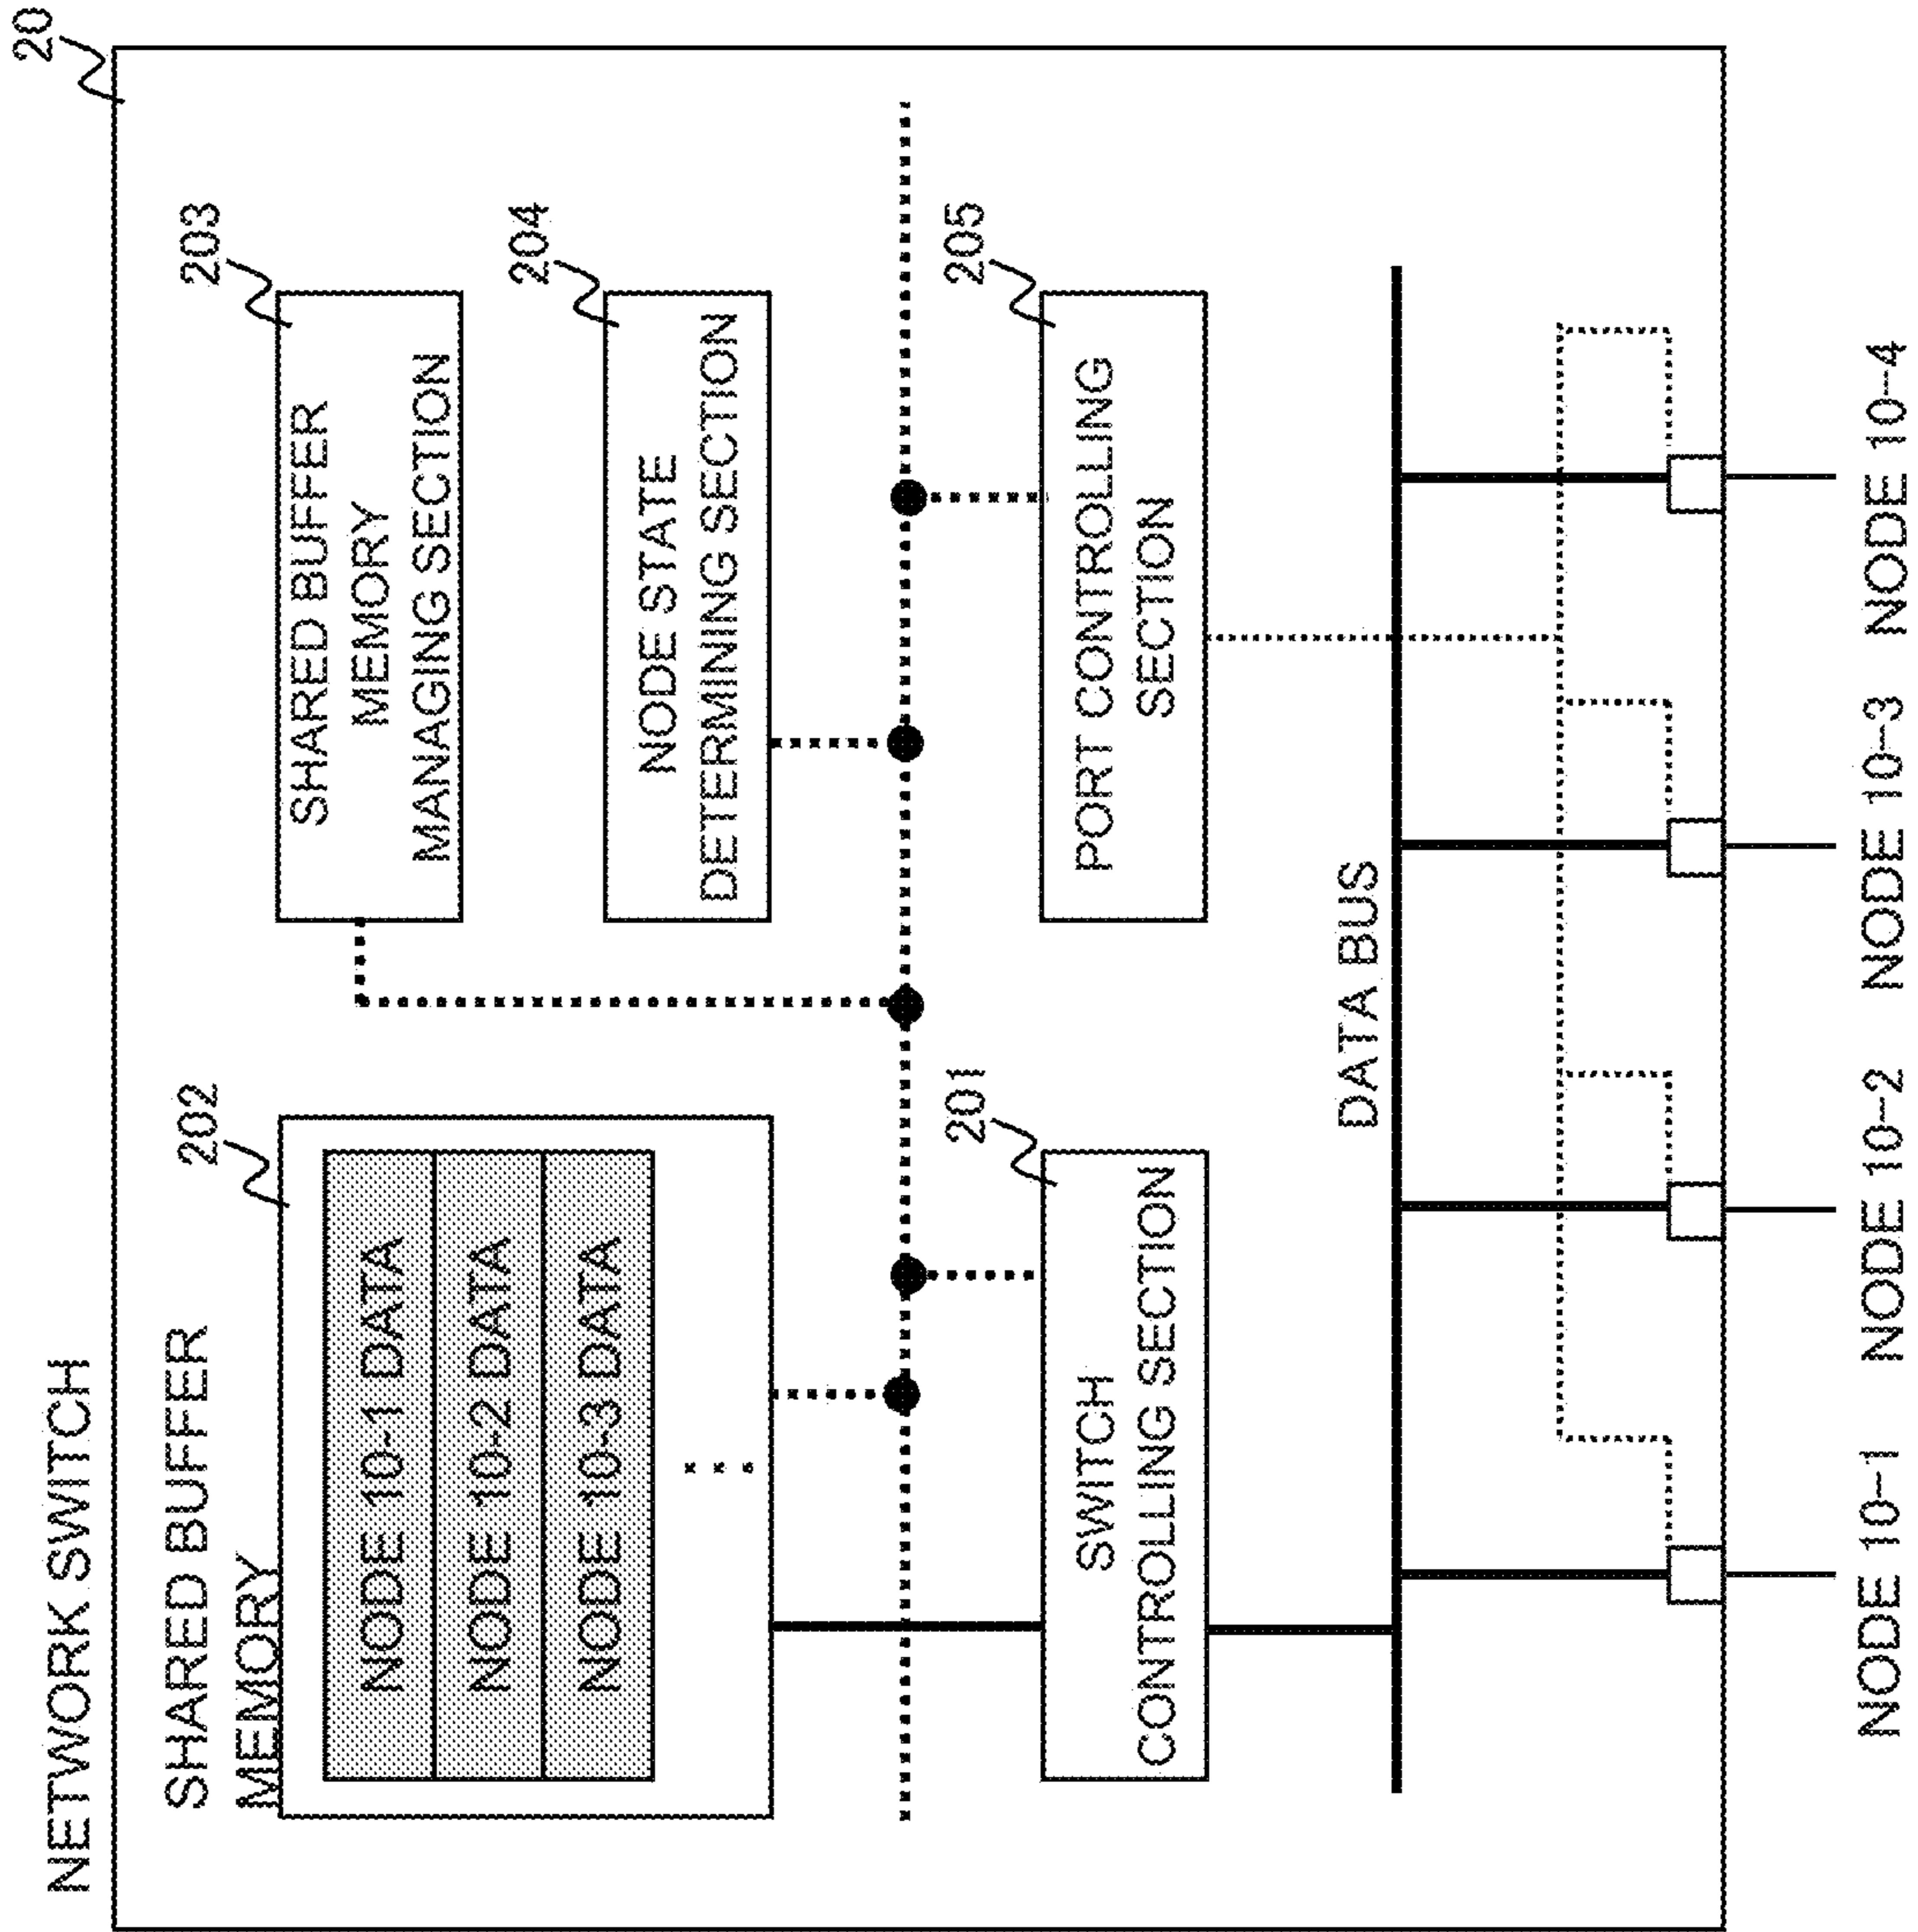 NETWORK SWITCH
20
SHARED BUFFER
MEMORY
202
NODE 10-1 DATA
NODE 10-2 DATA
NODE 10-3 DATA
203
SHARED BUFFER
MEMORY
MANAGING SECTION
204
NODE STATE
DETERMINING SECTION
201
SWITCH
CONTROLLING SECTION
205
PORT CONTROLLING
SECTION
DATA BUS
NODE 10-1
NODE 10-2
NODE 10-3
NODE 10-4